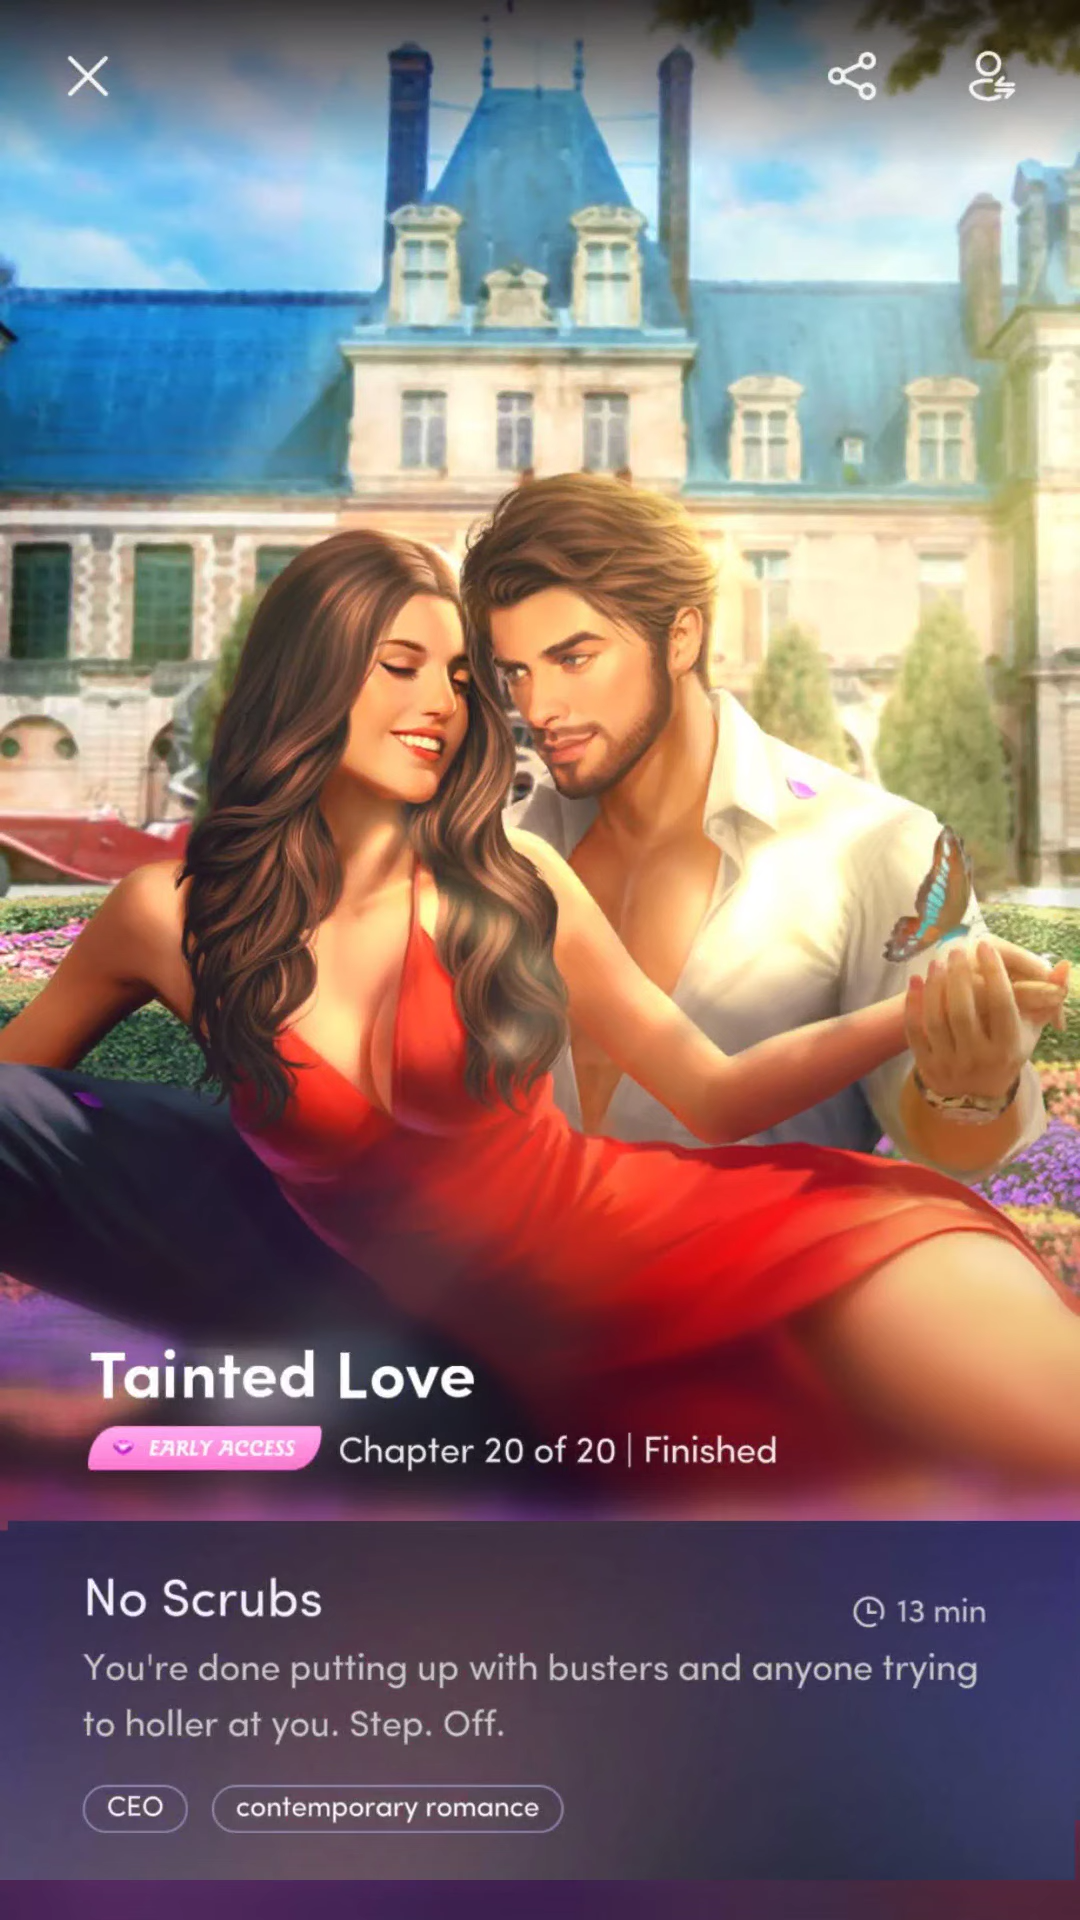 Tainted Love
EARLY ACCESS Chapter 20 of 20 | Finished
No Scrubs
13 min
You're done putting up with busters and anyone trying
to holler at you. Step. Off.
CEO contemporary romance